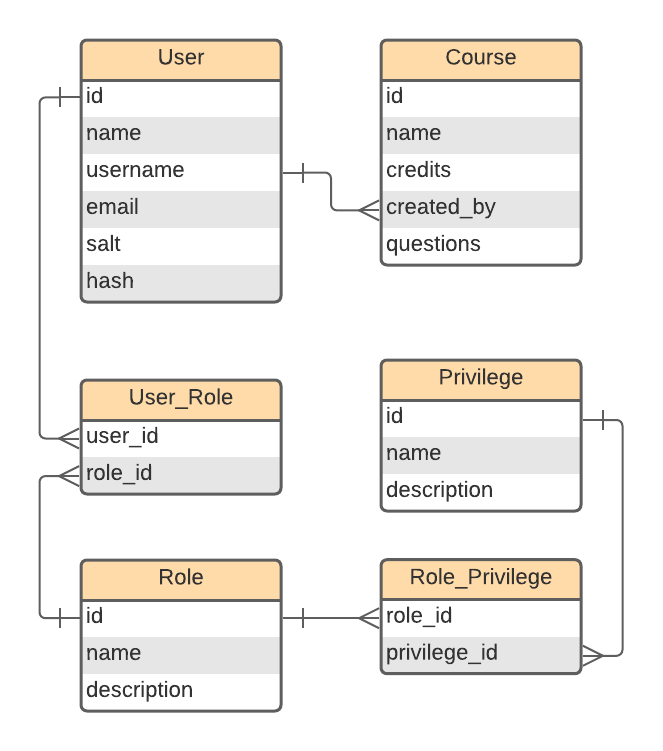 User
id
name
username
email
salt
hash
Course
id
name
credits
created_by
questions
User_Role
user_id
role_id
Privilege
id
name
description
Role
id
name
description
Role_Privilege
role_id
privilege_id